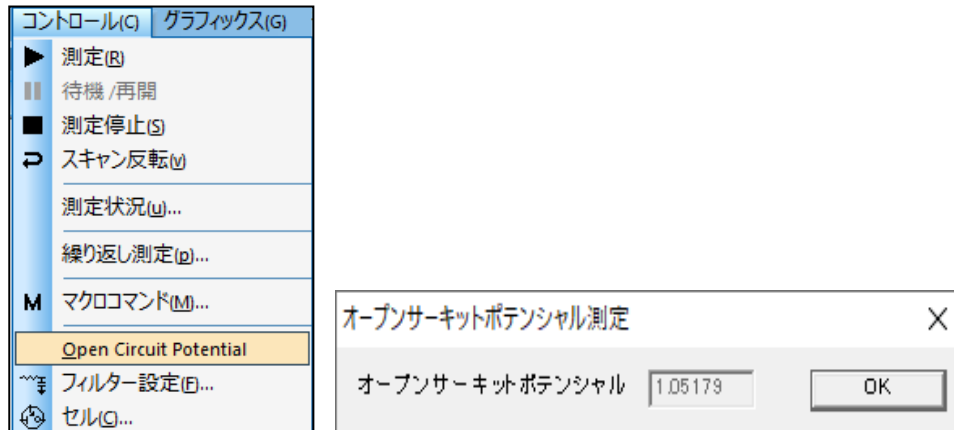 コントロール(C) グラフィックス(G)
測定(R)
待機 /再開
測定停止(S)
スキャン反転(v)
測定状況(u)...
繰り返し測定(p)...
M マクロコマンド(M)...
Open Circuit Potential
フィルター設定(F)...
セル(C)...
オープンサーキットポテンシャル測定
オープンサーキットポテンシャル 1.05179 OK